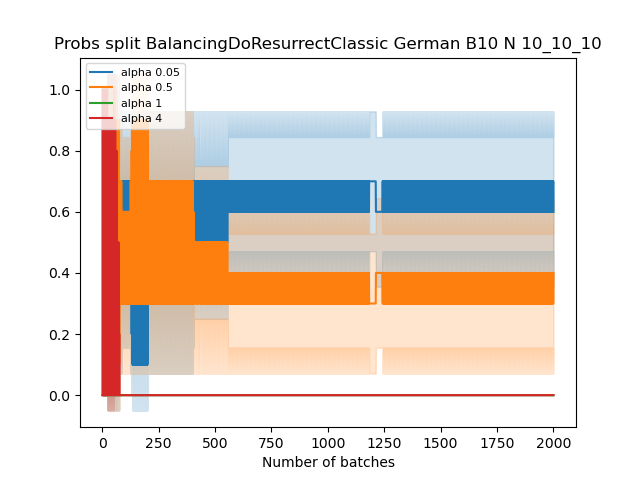 Probs split BalancingDoResurrectClassic German B10 N 10_10_10
alpha 0.05
alpha 0.5
alpha 1
alpha 4
1.0
0.8
0.6
0.4
0.2
0.0
0 250 500 750 1000 1250 1500 1750 2000
Number of batches